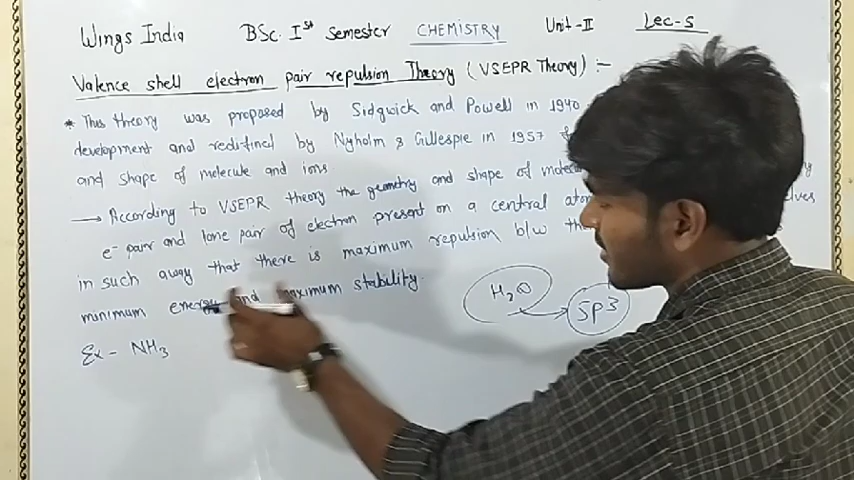 Wings India BSc. Ist Semester CHEMISTRY Unit-II Lec-5
Valence shell electron pair repulsion Theory (VSEPR Theory) :-
* This theory was proposed by Sidgwick and Powell in 1940
development and redifined by Nyholm & Gillespie in 1957
and shape of molecule and ions
→ According to VSEPR theory the geometry and shape of
e- pair and lone pair of electron present on a central
in such away that there is maximum repulsion b/w
minimum energy and maximum stability.
H2O → SP3
Ex - NH3